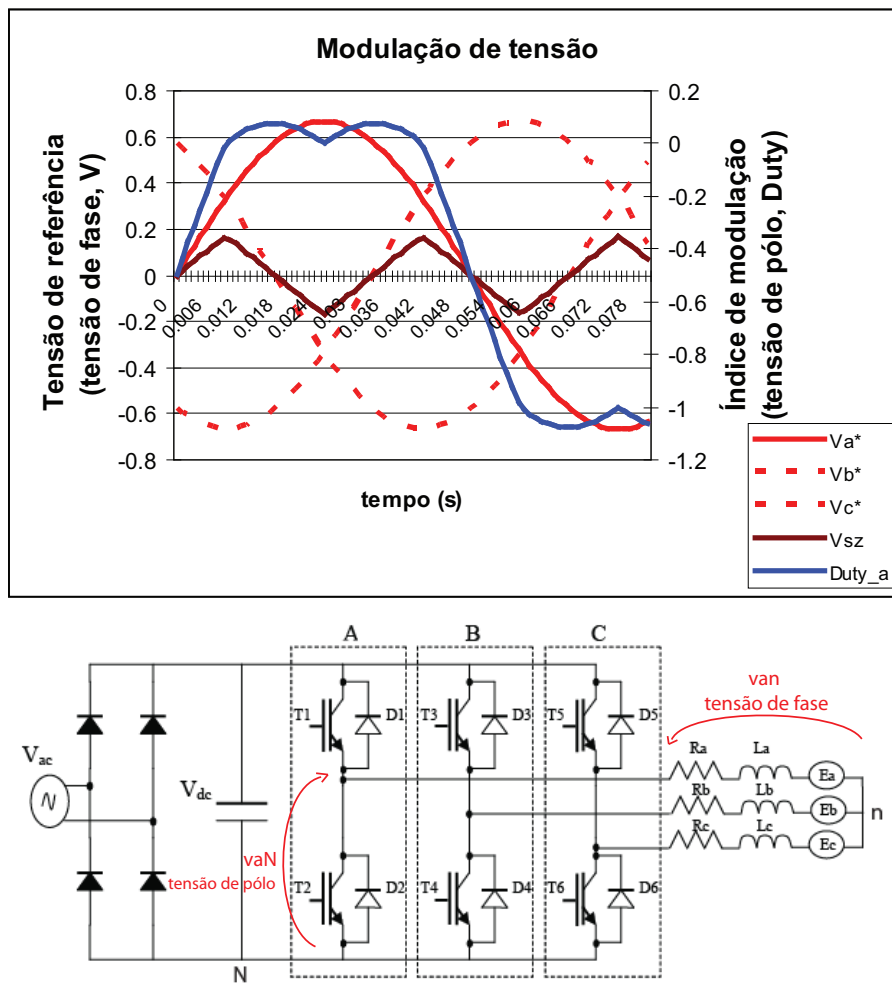 Modulação de tensão
Tensão de referência
(tensão de fase, V)
0.8
0.6
0.4
0.2
0
-0.2
-0.4
-0.6
-0.8
0
0.006
0.012
0.018
0.024
0.03
0.036
0.042
0.048
0.054
0.06
0.066
0.072
0.078
tempo (s)
0.2
0
-0.2
-0.4
-0.6
-0.8
-1
-1.2
Índice de modulação
(tensão de pólo, Duty)
Va*
Vb*
Vc*
Vsz
Duty_a
A
B
C
van
tensão de fase
T1
D1
T3
D3
T5
D5
Vac
Vdc
Ra
La
Ea
Rb
Lb
Eb
Rc
Lc
Ec
n
vaN
tensão de pólo
T2
D2
T4
D4
T6
D6
N